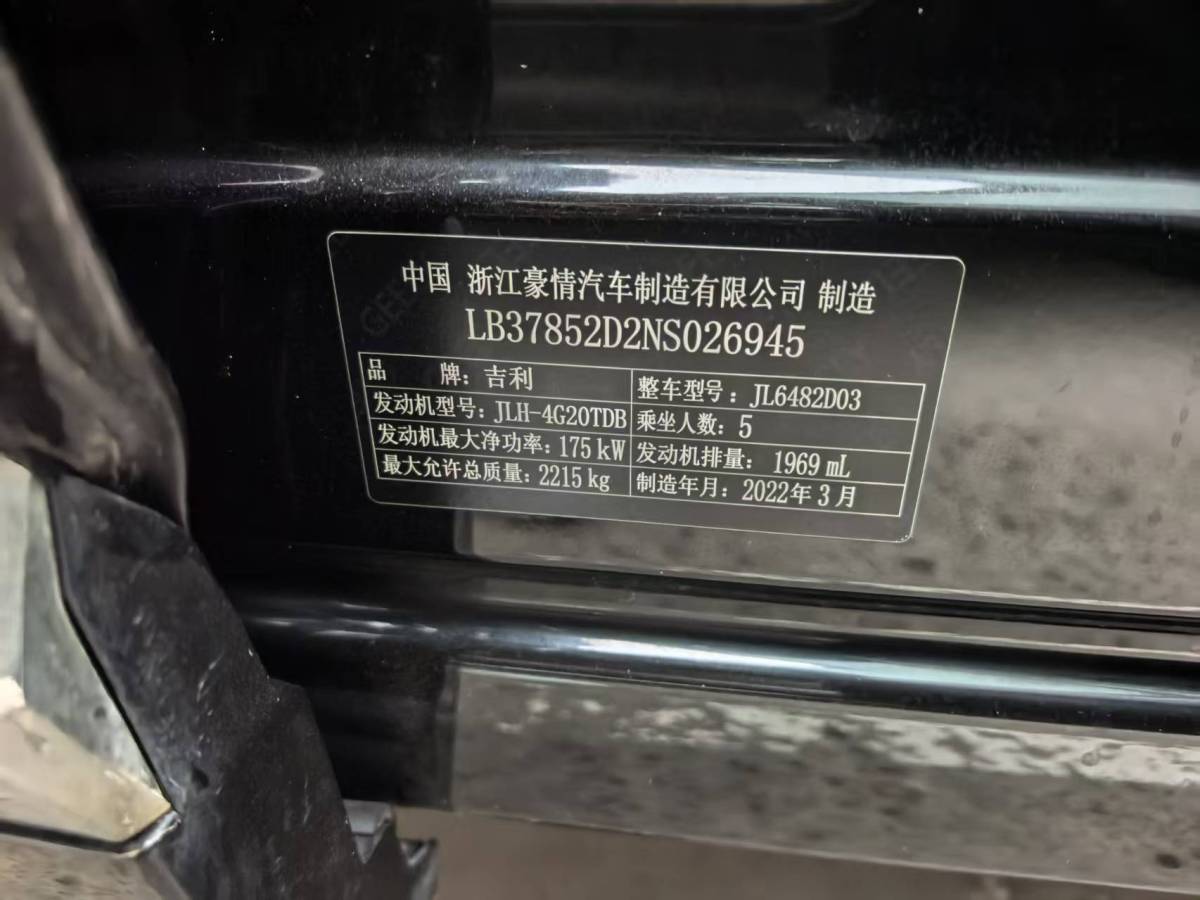 中国 浙江豪情汽车制造有限公司 制造
LB37852D2NS026945
品 牌: 吉利 整车型号: JL6482D03
发动机型号: JLH-4G20TDB 乘坐人数: 5
发动机最大净功率: 175 kW 发动机排量: 1969 mL
最大允许总质量: 2215 kg 制造年月: 2022年 3 月